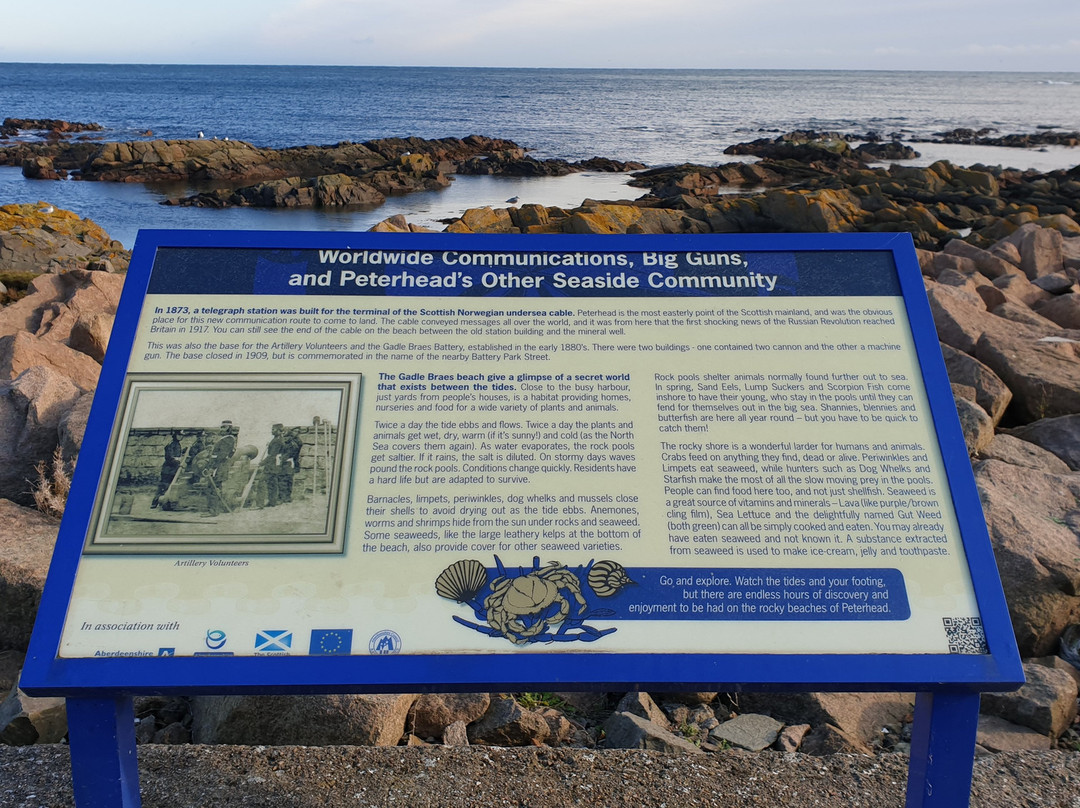 Worldwide Communications, Big Guns,
and Peterhead's Other Seaside Community
In 1873, a telegraph station was built for the terminal of the Scottish Norwegian undersea cable. Peterhead is the most easterly point of the Scottish mainland, and was the obvious
place for this new communication route to come to land. The cable conveyed messages all over the world, and it was from here that the first shocking news of the Russian Revolution reached
Britain in 1917. You can still see the end of the cable on the beach between the old station building and the mineral well.
This was also the base for the Artillery Volunteers and the Gadle Braes Battery, established in the early 1880's. There were two buildings - one contained two cannon and the other a machine
gun. The base closed in 1909, but is commemorated in the name of the nearby Battery Park Street.
The Gadle Braes beach give a glimpse of a secret world
that exists between the tides. Close to the busy harbour,
just yards from people's houses, is a habitat providing homes,
nurseries and food for a wide variety of plants and animals.
Twice a day the tide ebbs and flows. Twice a day the plants and
animals get wet, dry, warm (if it's sunny!) and cold (as the North
Sea covers them again). As water evaporates, the rock pools
get saltier. If it rains, the salt is diluted. On stormy days waves
pound the rock pools. Conditions change quickly. Residents have
a hard life but are adapted to survive.
Barnacles, limpets, periwinkles, dog whelks and mussels close
their shells to avoid drying out as the tide ebbs. Anemones,
worms and shrimps hide from the sun under rocks and seaweed.
Some seaweeds, like the large leathery kelps at the bottom of
the beach, also provide cover for other seaweed varieties.
Artillery Volunteers
Rock pools shelter animals normally found further out to sea.
In spring, Sand Eels, Lump Suckers and Scorpion Fish come
inshore to have their young, who stay in the pools until they can
fend for themselves out in the big sea. Shannies, blennies and
butterfish are here all year round – but you have to be quick to
catch them!
The rocky shore is a wonderful larder for humans and animals.
Crabs feed on anything they find, dead or alive. Periwinkles and
Limpets eat seaweed, while hunters such as Dog Whelks and
Starfish make the most of all the slow moving prey in the pools.
People can find food here too, and not just shellfish. Seaweed is
a great source of vitamins and minerals – Lava (like purple/brown
cling film), Sea Lettuce and the delightfully named Gut Weed
(both green) can all be simply cooked and eaten. You may already
have eaten seaweed and not known it. A substance extracted
from seaweed is used to make ice-cream, jelly and toothpaste.
Go and explore. Watch the tides and your footing,
but there are endless hours of discovery and
enjoyment to be had on the rocky beaches of Peterhead.
In association with
Aberdeenshire
The Scottish